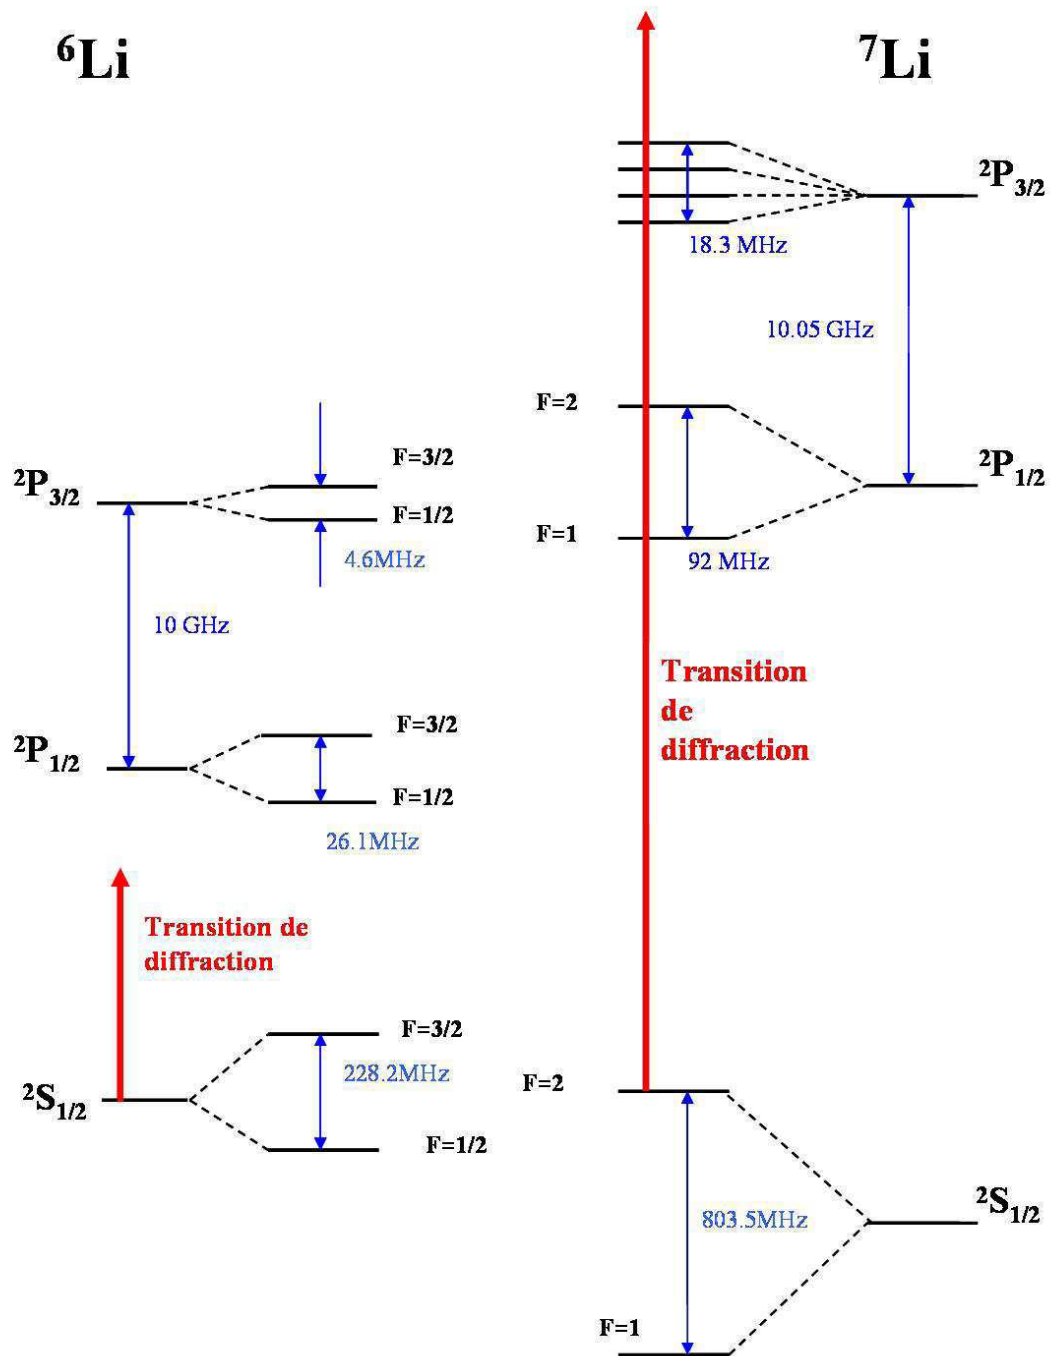 ⁶Li
²P₃/₂
F=3/2
F=1/2
4.6MHz
10 GHz
²P₁/₂
F=3/2
F=1/2
26.1MHz
Transition de
diffraction
F=3/2
228.2MHz
²S₁/₂
F=1/2
⁷Li
²P₃/₂
18.3 MHz
10.05 GHz
F=2
²P₁/₂
F=1
92 MHz
Transition
de
diffraction
F=2
803.5MHz
²S₁/₂
F=1